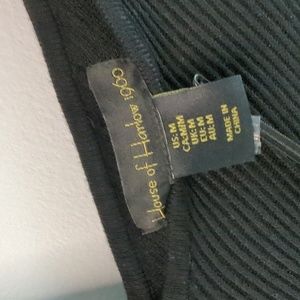 House of Harlow 1960
US: M
CA: M/M
UK: M
EU: M
AU: M
MADE IN
CHINA